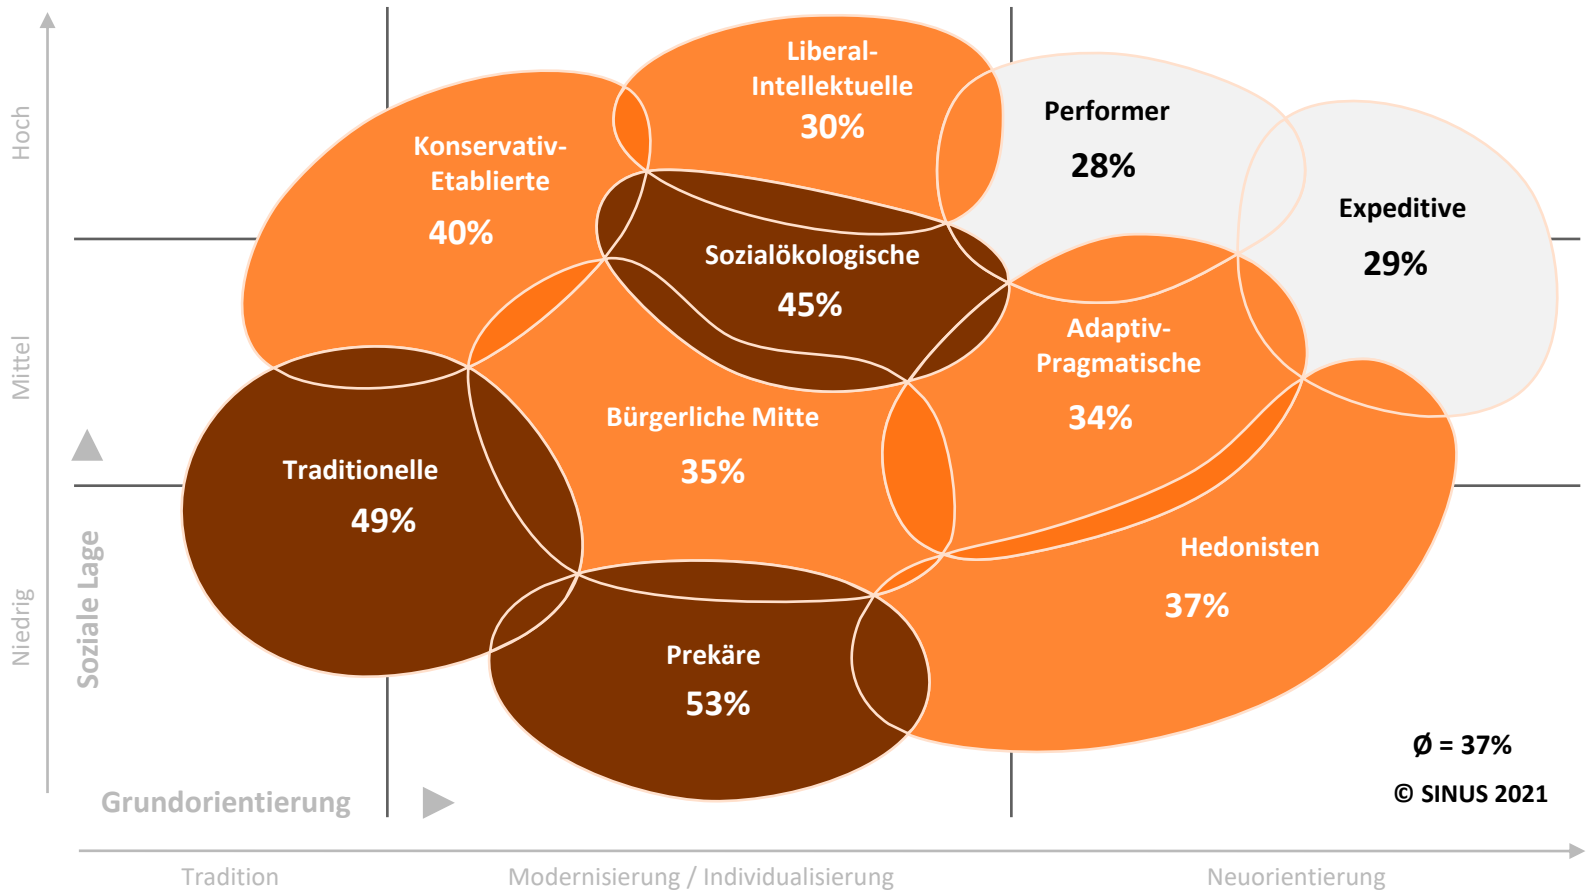 Hoch
Mittel
Niedrig
Soziale Lage
Liberal-
Intellektuelle
30%
Performer
28%
Konservativ-
Etablierte
40%
Expeditive
29%
Sozialökologische
45%
Adaptiv-
Pragmatische
34%
Bürgerliche Mitte
35%
Traditionelle
49%
Hedonisten
37%
Prekäre
53%
Ø = 37%
© SINUS 2021
Grundorientierung
Tradition
Modernisierung / Individualisierung
Neuorientierung